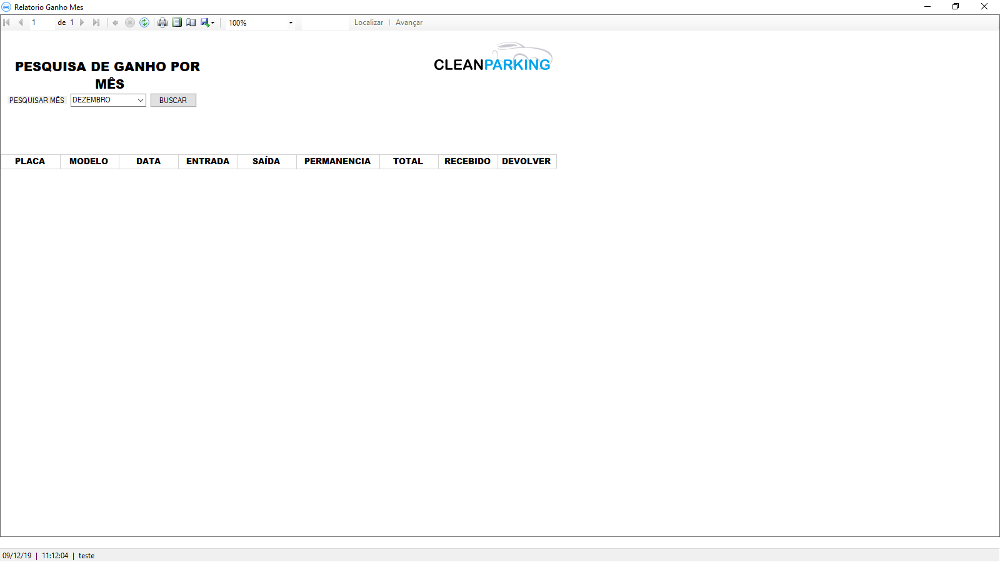 Relatorio Ganho Mes
1 de 1 100% Localizar | Avançar
CLEANPARKING
PESQUISA DE GANHO POR
MÊS
PESQUISAR MÊS DEZEMBRO BUSCAR
PLACA MODELO DATA ENTRADA SAÍDA PERMANENCIA TOTAL RECEBIDO DEVOLVER
09/12/19 | 11:12:04 | teste